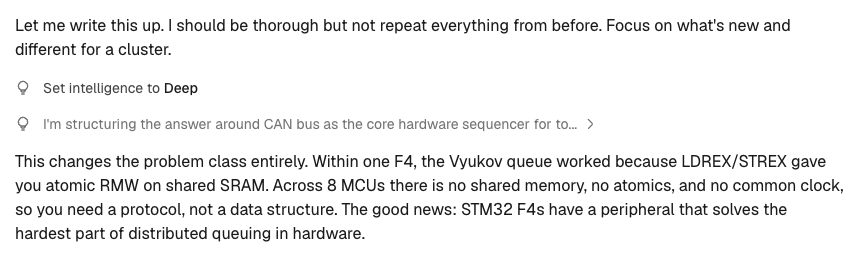 Let me write this up. I should be thorough but not repeat everything from before. Focus on what's new and
different for a cluster.
Set intelligence to Deep
I'm structuring the answer around CAN bus as the core hardware sequencer for to...
This changes the problem class entirely. Within one F4, the Vyukov queue worked because LDREX/STREX gave
you atomic RMW on shared SRAM. Across 8 MCUs there is no shared memory, no atomics, and no common clock,
so you need a protocol, not a data structure. The good news: STM32 F4s have a peripheral that solves the
hardest part of distributed queuing in hardware.